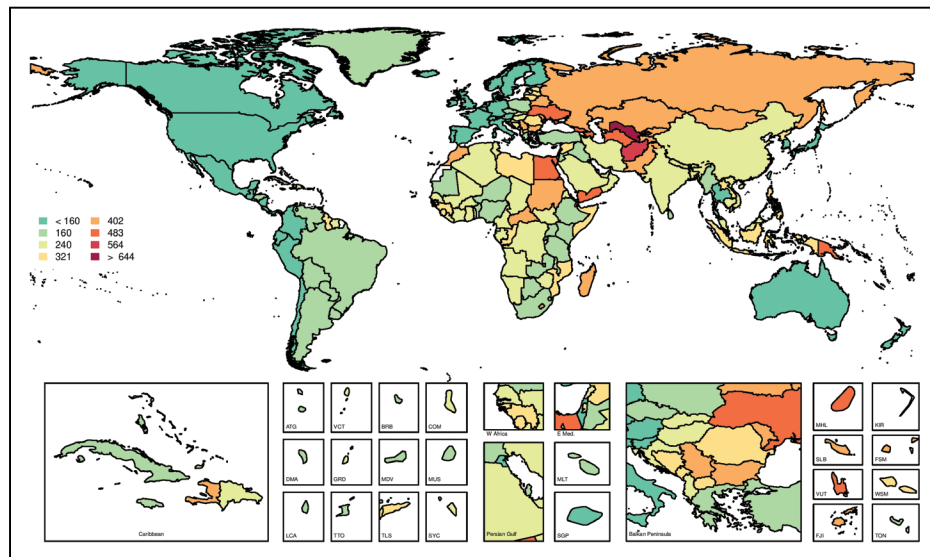 < 160 402
160 483
240 564
321 > 644
ATG VCT BRB COM
W Africa E Med.
MHL KIR
DMA GRD MDV MUS
MLT
SLB FSM
VUT WSM
LCA TTO TLS SYC
Caribbean
Persian Gulf
SGP
Balkan Peninsula
FJI TON